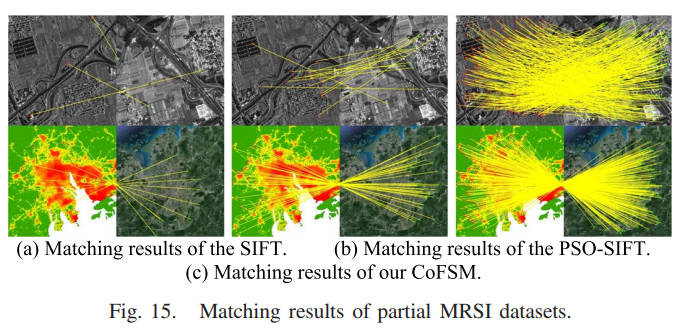 (a) Matching results of the SIFT. (b) Matching results of the PSO-SIFT.
(c) Matching results of our CoFSM.
Fig. 15. Matching results of partial MRSI datasets.